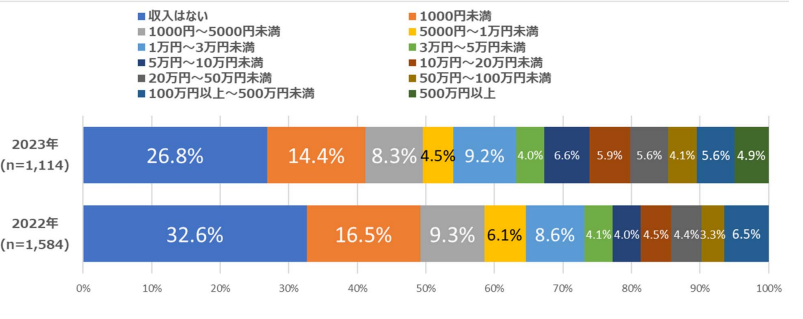 収入はない 1000円未満
1000円～5000円未満 5000円～1万円未満
1万円～3万円未満 3万円～5万円未満
5万円～10万円未満 10万円～20万円未満
20万円～50万円未満 50万円～100万円未満
100万円以上～500万円未満 500万円以上
2023年
(n=1,114)
26.8% 14.4% 8.3% 4.5% 9.2% 4.0% 6.6% 5.9% 5.6% 4.1% 5.6% 4.9%
2022年
(n=1,584)
32.6% 16.5% 9.3% 6.1% 8.6% 4.1% 4.0% 4.5% 4.4% 3.3% 6.5%
0% 10% 20% 30% 40% 50% 60% 70% 80% 90% 100%